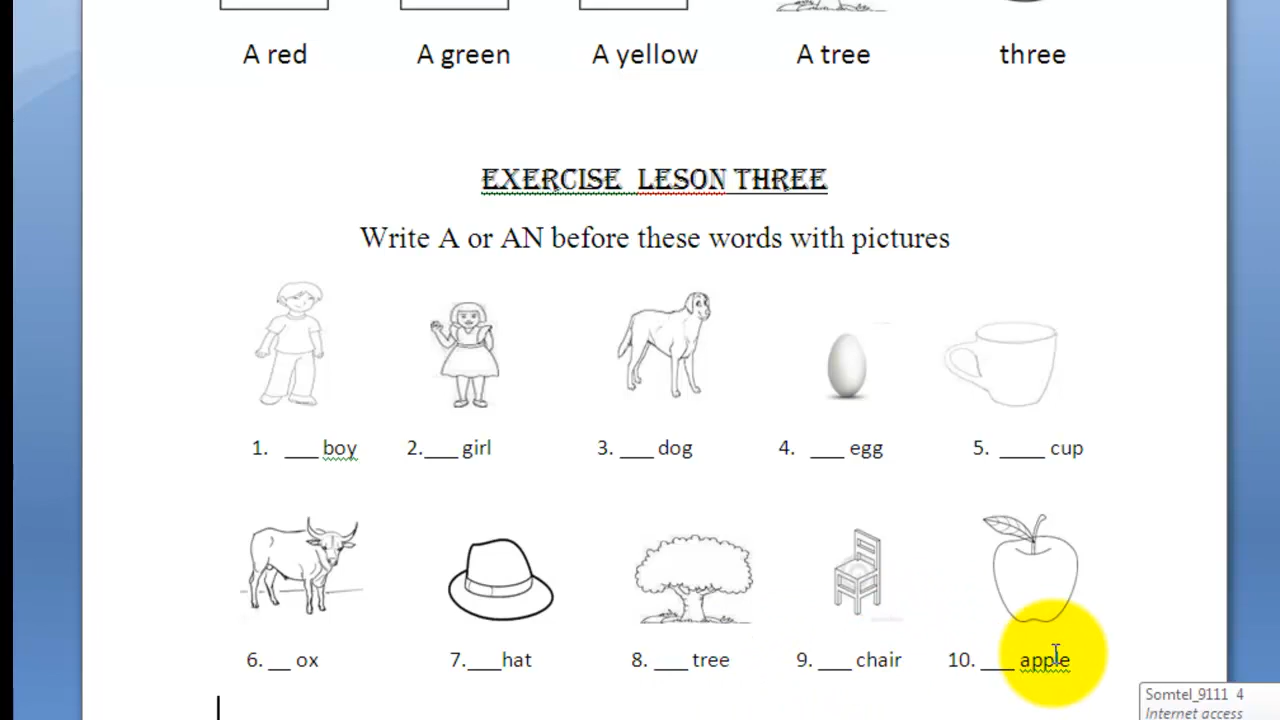 A red A green A yellow A tree three
EXERCISE LESON THREE
Write A or AN before these words with pictures
1. ___ boy 2.___ girl 3. ___ dog 4. ___ egg 5. ____ cup
6. __ ox 7.___hat 8. ___ tree 9. ___ chair 10. ___ apple
Somtel_9111 4
Internet access